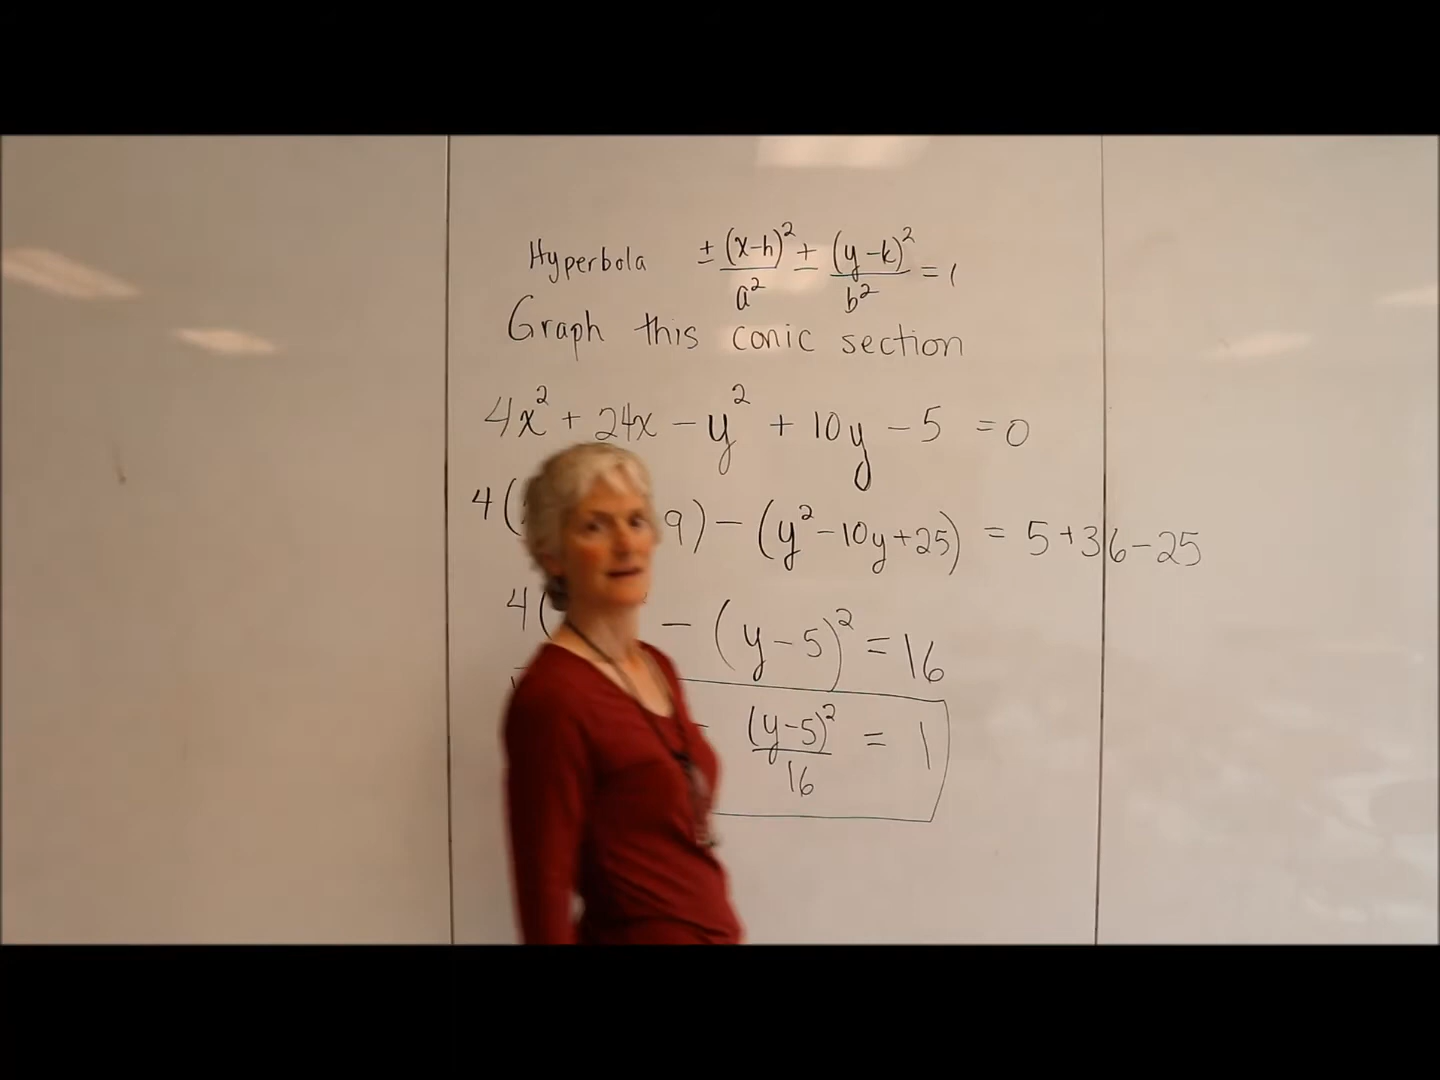 Hyperbola ± (x-h)²/a² ± (y-k)²/b² = 1
Graph this conic section
4x² + 24x - y² + 10y - 5 = 0
4( 9) - (y² - 10y + 25) = 5 + 36 - 25
4( - (y - 5)² = 16
- (y-5)²/16 = 1